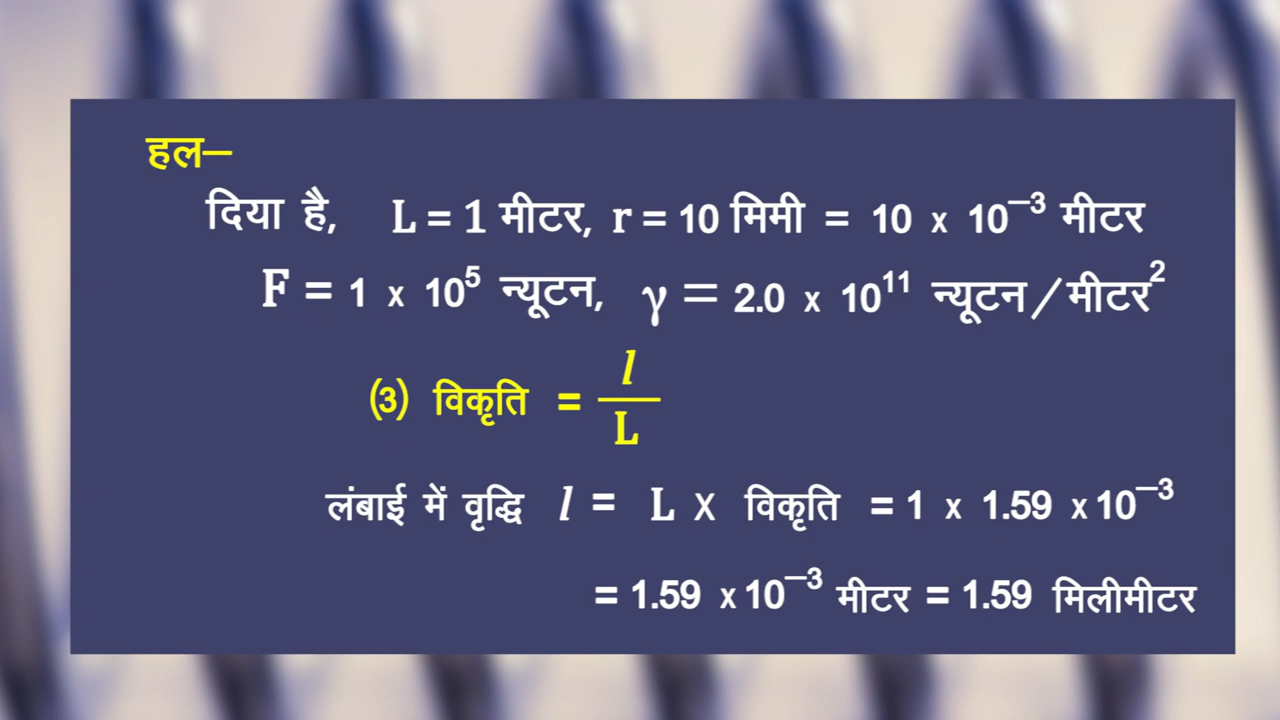 हल–
दिया है, L = 1 मीटर, r = 10 मिमी = 10 x 10⁻³ मीटर
F = 1 x 10⁵ न्यूटन, γ = 2.0 x 10¹¹ न्यूटन/मीटर²
(3) विकृति = l/L
लंबाई में वृद्धि l = L X विकृति = 1 x 1.59 x 10⁻³
= 1.59 x 10⁻³ मीटर = 1.59 मिलीमीटर